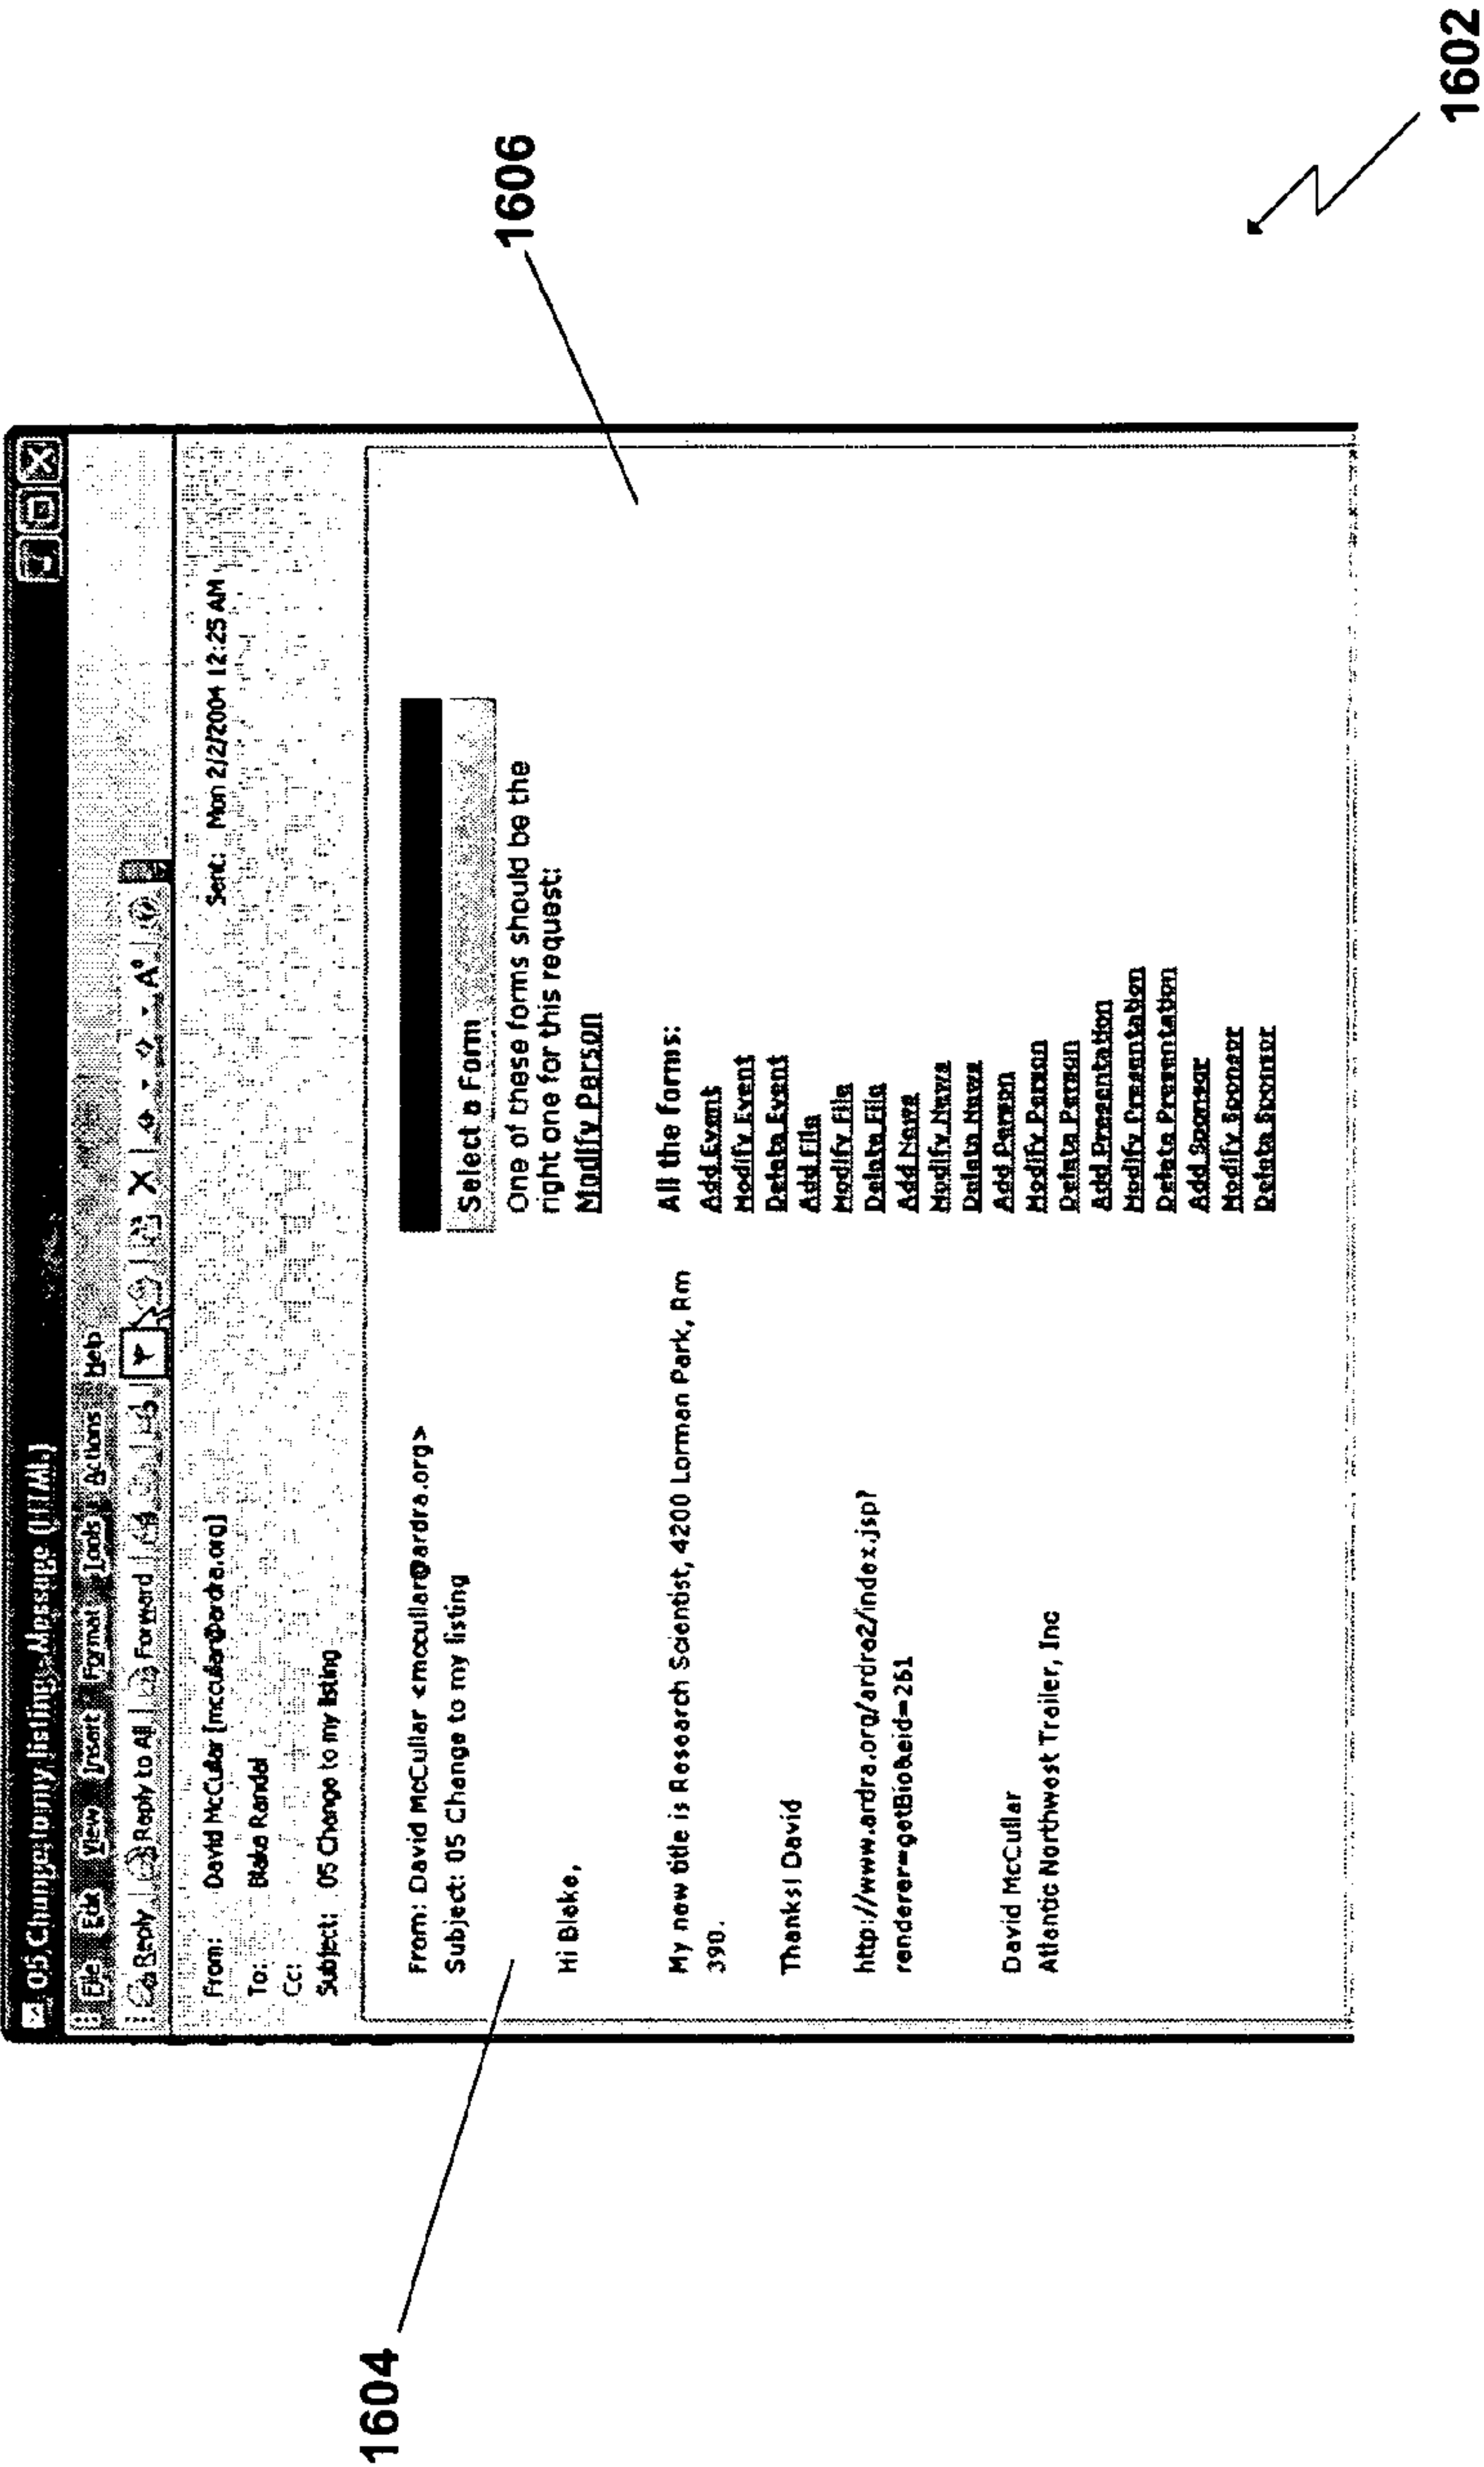 05 Change to my listing - Message (HTML)
File Edit View Insert Format Tools Actions Help
Reply Reply to All Forward
From: David McCullar [mccullar@ardra.org] Sent: Mon 2/2/2004 12:25 AM
To: Blake Randal
Cc:
Subject: 05 Change to my listing
From: David McCullar <mccullar@ardra.org>
Subject: 05 Change to my listing
Hi Blake,
My new title is Research Scientist, 4200 Lorman Park, Rm
390.
Thanks! David
http://www.ardra.org/ardra2/index.jsp?
renderer=getBio&eid=261
David McCullar
Atlantic Northwest Trailer, Inc
Select a Form
One of these forms should be the
right one for this request:
Modify Person
All the forms:
Add Event
Modify Event
Delete Event
Add File
Modify File
Delete File
Add News
Modify News
Delete News
Add Person
Modify Person
Delete Person
Add Presentation
Modify Presentation
Delete Presentation
Add Sponsor
Modify Sponsor
Delete Sponsor
1604
1606
1602